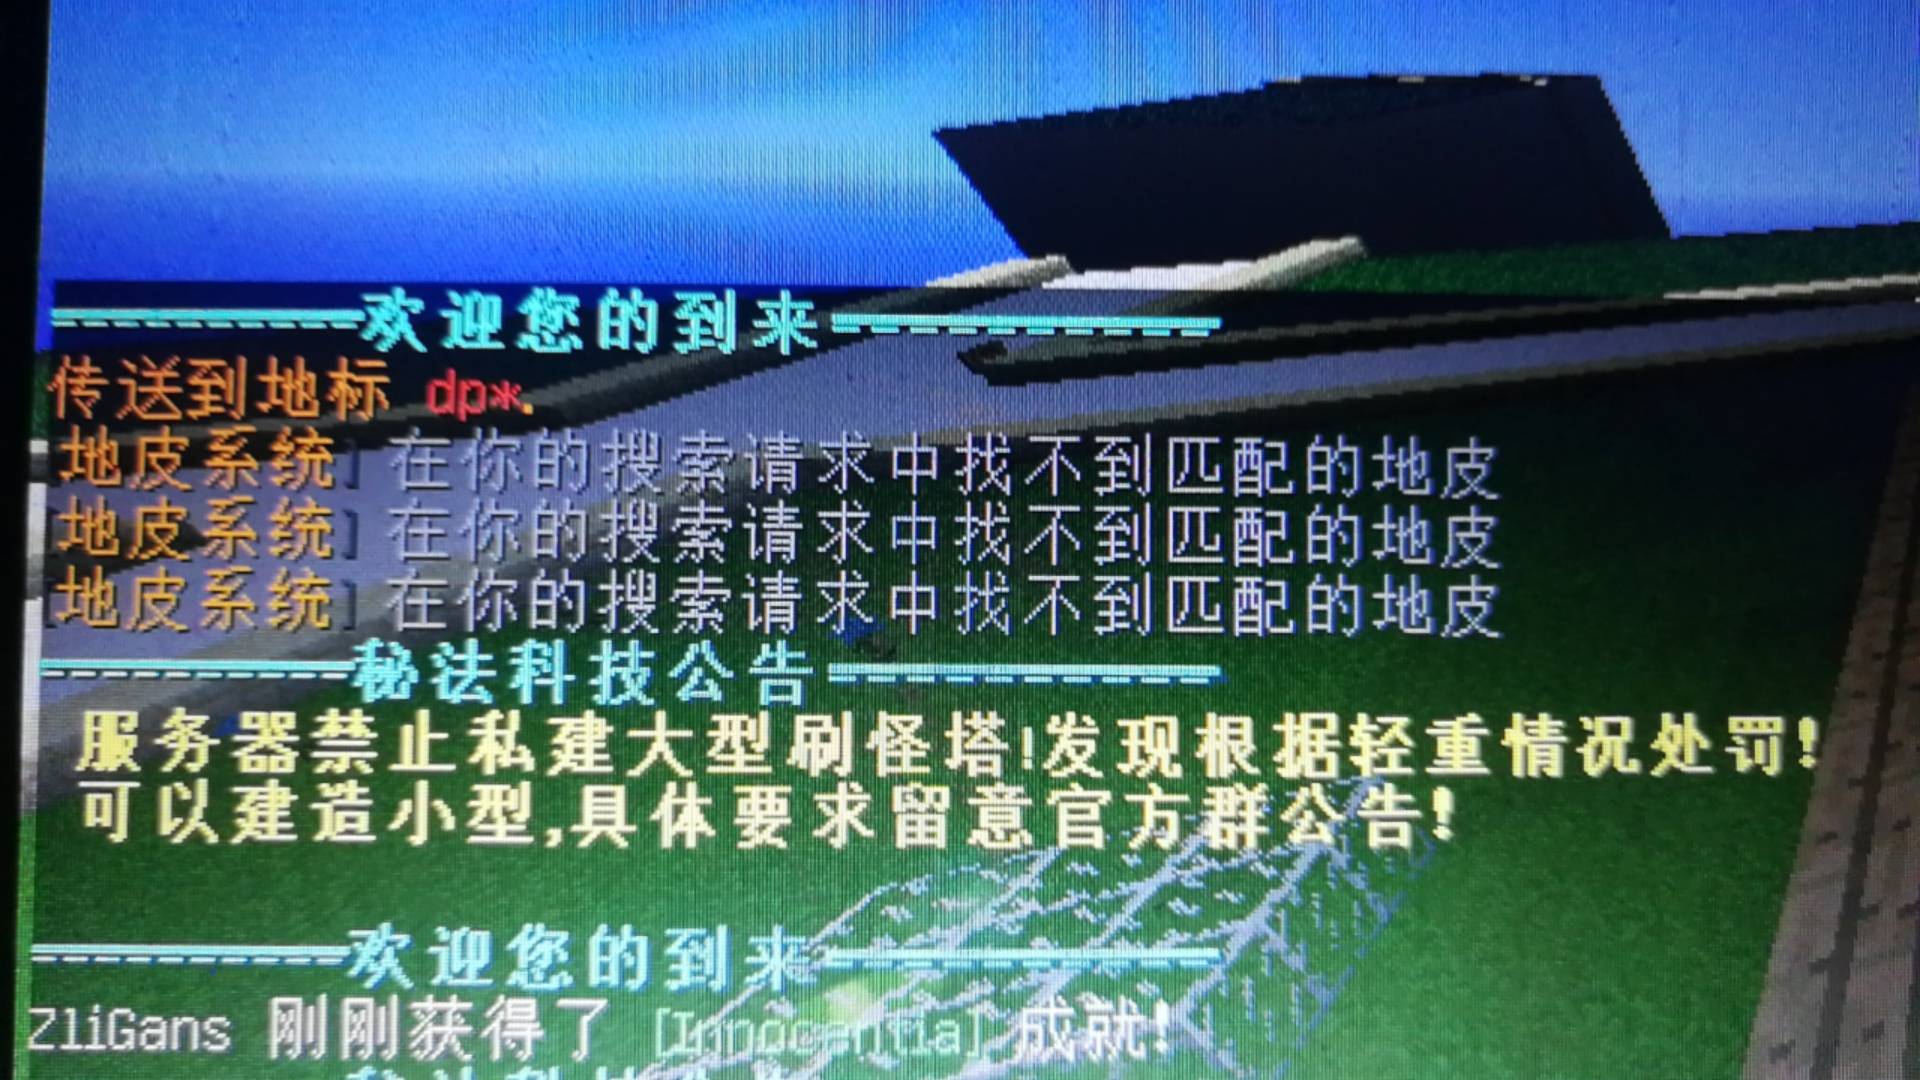 ----------欢迎您的到来----------
传送到地标 dp*.
[地皮系统] 在你的搜索请求中找不到匹配的地皮
[地皮系统] 在你的搜索请求中找不到匹配的地皮
[地皮系统] 在你的搜索请求中找不到匹配的地皮
----------秘法科技公告----------
服务器禁止私建大型刷怪塔!发现根据轻重情况处罚!
可以建造小型,具体要求留意官方群公告!
----------欢迎您的到来----------
ZliGans 刚刚获得了 [Innocentia] 成就!